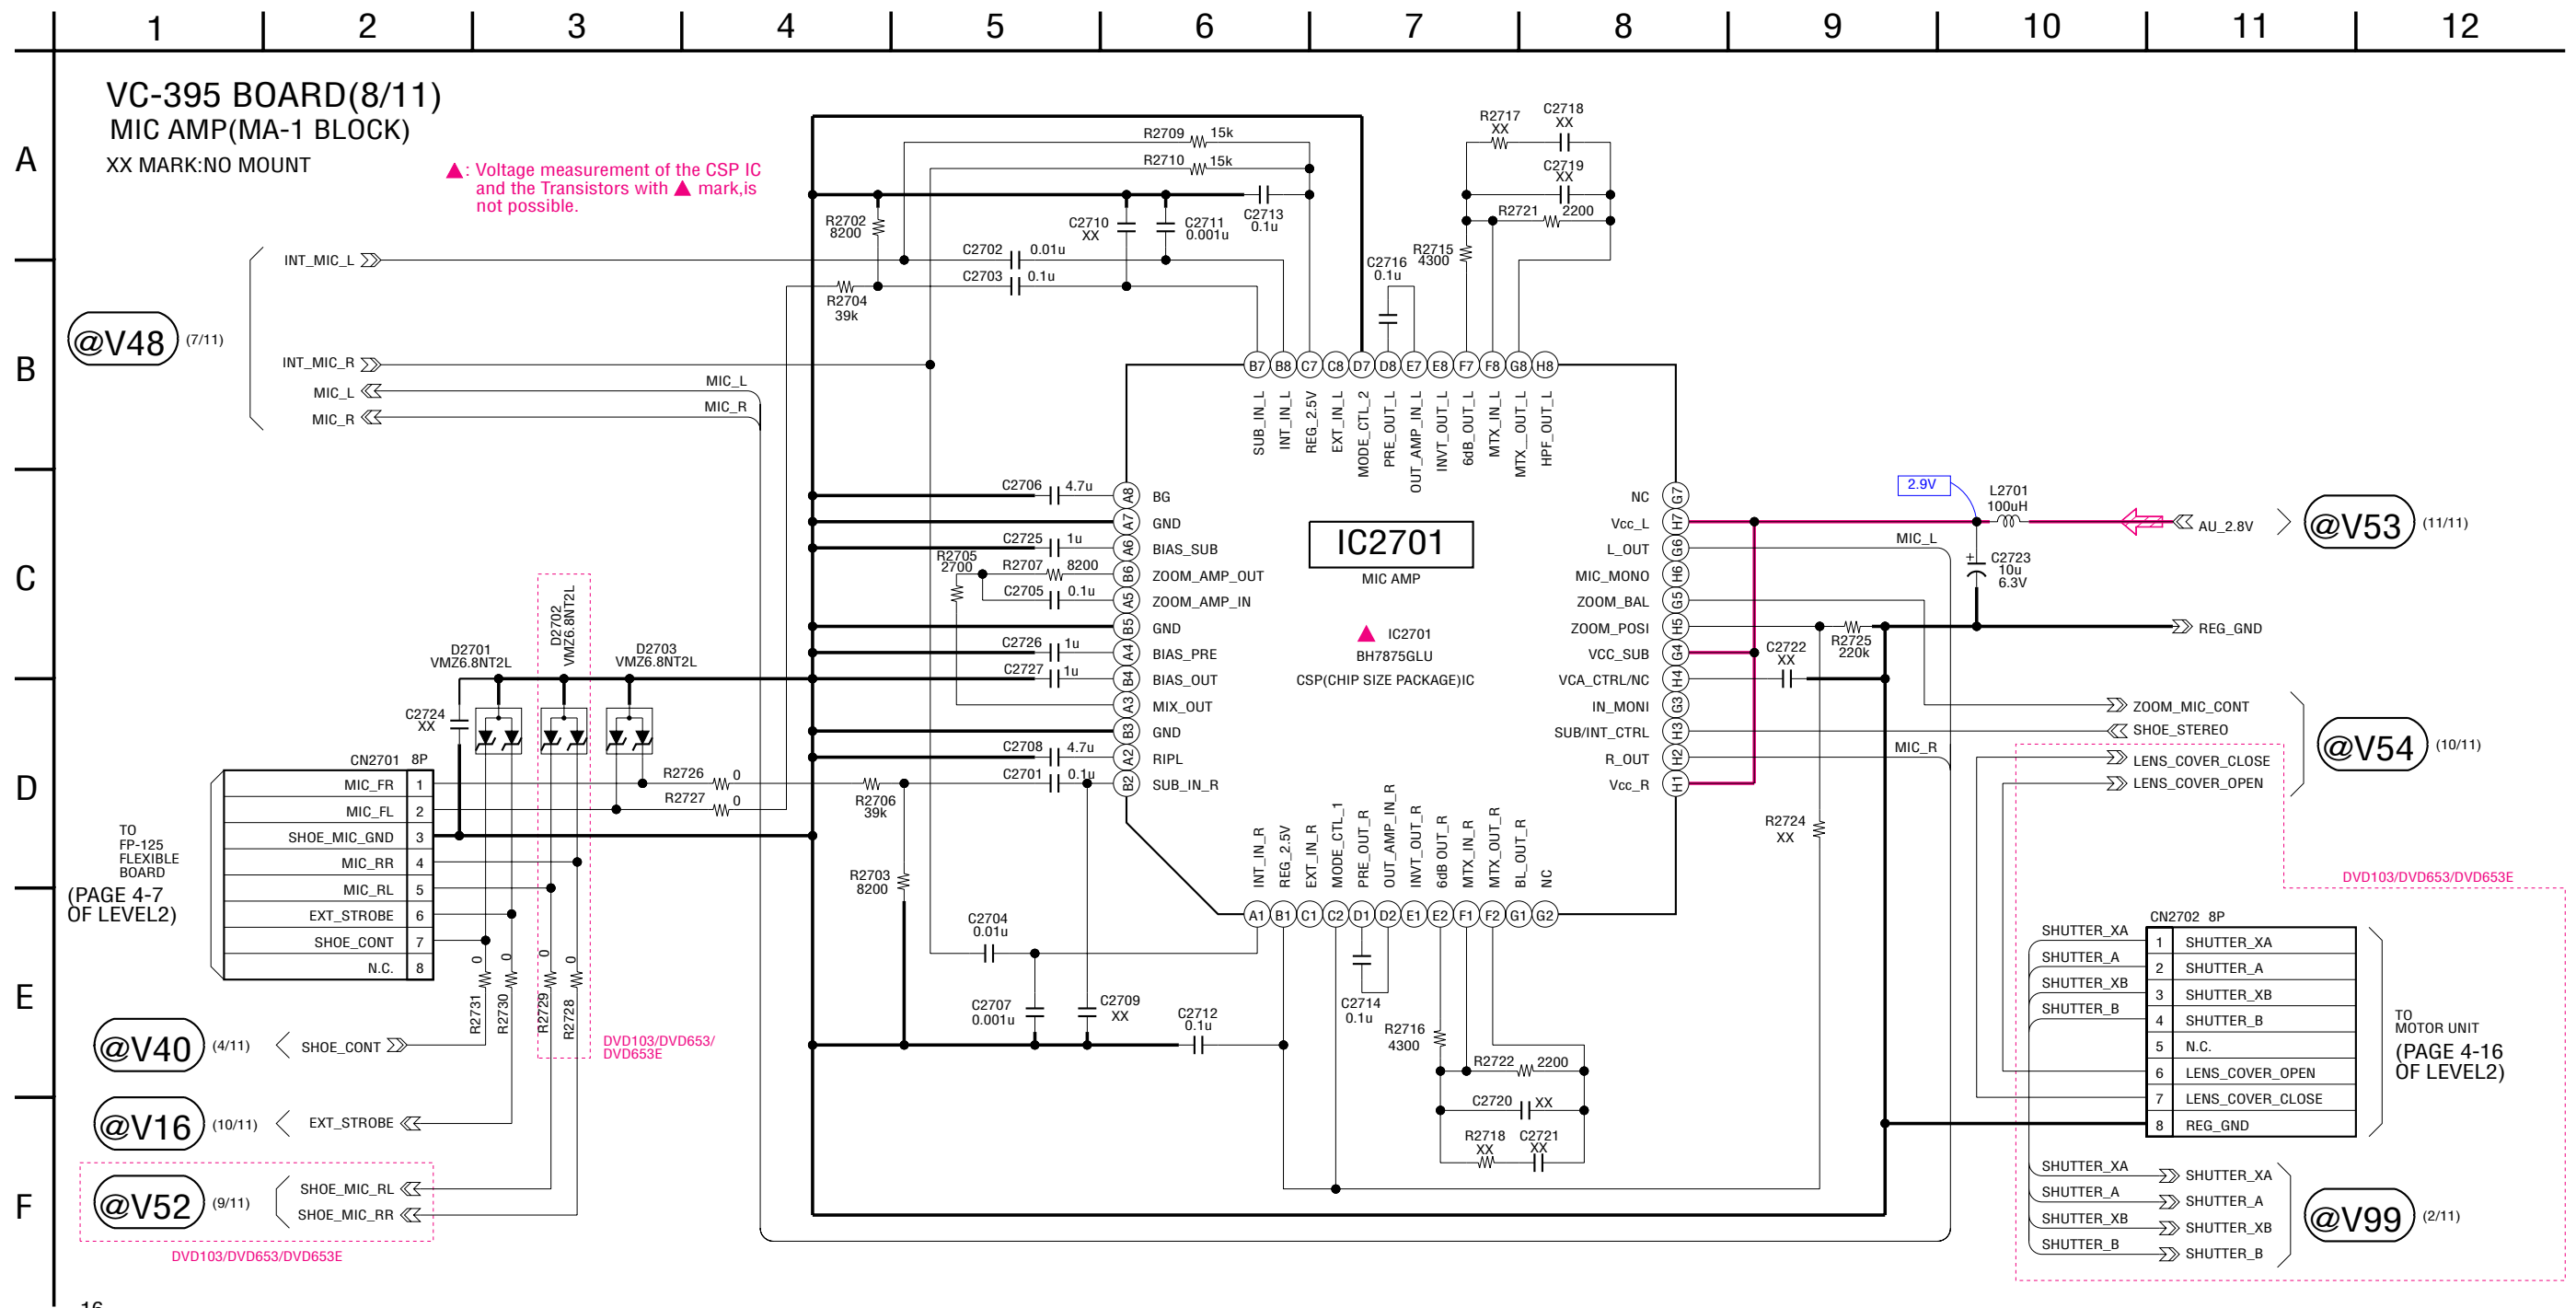 1 2 3 4 5 6 7 8 9 10 11 12
A
B
C
D
E
F
VC-395 BOARD(8/11)
MIC AMP(MA-1 BLOCK)
XX MARK:NO MOUNT
▲: Voltage measurement of the CSP IC
and the Transistors with ▲ mark,is
not possible.
@V48 (7/11)
INT_MIC_L
INT_MIC_R
MIC_L
MIC_R
MIC_L
MIC_R
R2709 15k
R2710 15k
R2702
8200
C2710
XX
C2711
0.001u
C2713
0.1u
C2702 0.01u
C2703 0.1u
R2704
39k
R2717
XX
C2718
XX
C2719
XX
R2721 2200
R2715
4300
C2716
0.1u
B7 B8 C7 C8 D7 D8 E7 E8 F7 F8 G8 H8
SUB_IN_L
INT_IN_L
REG_2.5V
EXT_IN_L
MODE_CTL_2
PRE_OUT_L
OUT_AMP_IN_L
INVT_OUT_L
6dB_OUT_L
MTX_IN_L
MTX__OUT_L
HPF_OUT_L
C2706 4.7u
C2725 1u
R2705
2700
R2707 8200
C2705 0.1u
C2726 1u
C2727 1u
C2708 4.7u
C2701 0.1u
A8 BG
A7 GND
A6 BIAS_SUB
B6 ZOOM_AMP_OUT
A5 ZOOM_AMP_IN
B5 GND
A4 BIAS_PRE
B4 BIAS_OUT
A3 MIX_OUT
B3 GND
A2 RIPL
B2 SUB_IN_R
IC2701
MIC AMP
▲ IC2701
BH7875GLU
CSP(CHIP SIZE PACKAGE)IC
NC G7
Vcc_L H7
L_OUT G6
MIC_MONO H6
ZOOM_BAL G5
ZOOM_POSI H5
VCC_SUB G4
VCA_CTRL/NC H4
IN_MONI G3
SUB/INT_CTRL H3
R_OUT H2
Vcc_R H1
2.9V
L2701
100uH
AU_2.8V
@V53 (11/11)
MIC_L
+
C2723
10u
6.3V
REG_GND
R2725
220k
C2722
XX
ZOOM_MIC_CONT
SHOE_STEREO
LENS_COVER_CLOSE
LENS_COVER_OPEN
@V54 (10/11)
MIC_R
R2724
XX
D2701
VMZ6.8NT2L
D2702
VMZ6.8NT2L
D2703
VMZ6.8NT2L
C2724
XX
CN2701 8P
MIC_FR 1
MIC_FL 2
SHOE_MIC_GND 3
MIC_RR 4
MIC_RL 5
EXT_STROBE 6
SHOE_CONT 7
N.C. 8
TO
FP-125
FLEXIBLE
BOARD
(PAGE 4-7
OF LEVEL2)
R2726 0
R2727 0
R2706
39k
R2703
8200
R2731 0
R2730 0
R2729 0
R2728 0
DVD103/DVD653/
DVD653E
@V40 (4/11) SHOE_CONT
@V16 (10/11) EXT_STROBE
@V52 (9/11)
SHOE_MIC_RL
SHOE_MIC_RR
DVD103/DVD653/DVD653E
INT_IN_R
REG_2.5V
EXT_IN_R
MODE_CTL_1
PRE_OUT_R
OUT_AMP_IN_R
INVT_OUT_R
6dB OUT_R
MTX_IN_R
MTX_OUT_R
BL_OUT_R
NC
A1 B1 C1 C2 D1 D2 E1 E2 F1 F2 G1 G2
C2704
0.01u
C2707
0.001u
C2709
XX
C2712
0.1u
C2714
0.1u
R2716
4300
R2722 2200
C2720 XX
R2718
XX
C2721
XX
DVD103/DVD653/DVD653E
CN2702 8P
SHUTTER_XA
SHUTTER_A
SHUTTER_XB
SHUTTER_B
1 SHUTTER_XA
2 SHUTTER_A
3 SHUTTER_XB
4 SHUTTER_B
5 N.C.
6 LENS_COVER_OPEN
7 LENS_COVER_CLOSE
8 REG_GND
TO
MOTOR UNIT
(PAGE 4-16
OF LEVEL2)
SHUTTER_XA SHUTTER_XA
SHUTTER_A SHUTTER_A
SHUTTER_XB SHUTTER_XB
SHUTTER_B SHUTTER_B
@V99 (2/11)
16